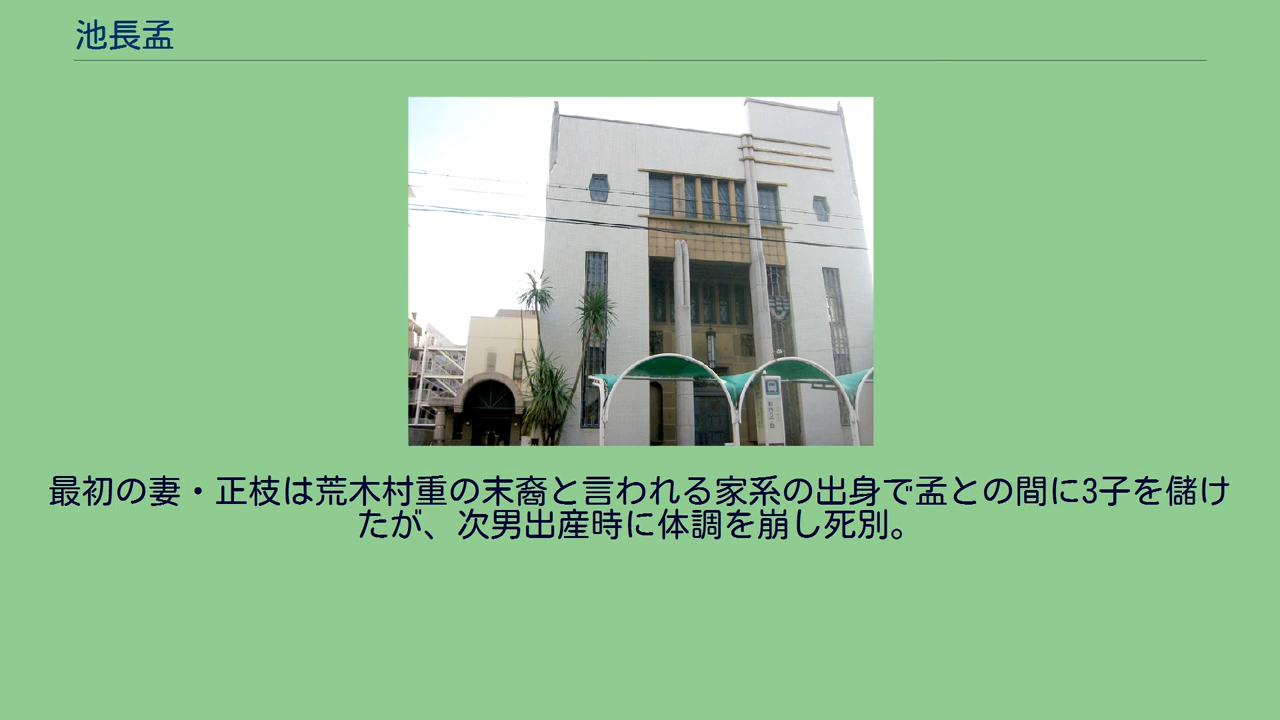 池長孟
最初の妻・正枝は荒木村重の末裔と言われる家系の出身で孟との間に3子を儲け
たが、次男出産時に体調を崩し死別。